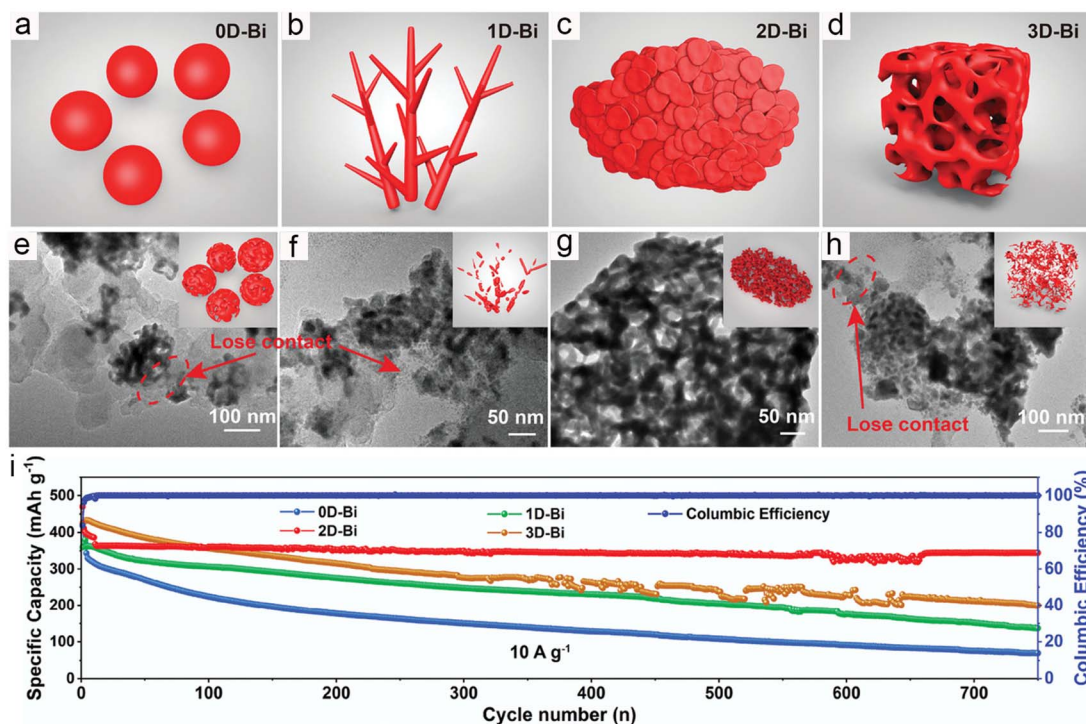 a 0D-Bi
b 1D-Bi
c 2D-Bi
d 3D-Bi
e
f
g
h
Lose contact
Lose contact
100 nm
50 nm
50 nm
100 nm
i
Specific Capacity (mAh g⁻¹)
500
400
300
200
100
0
0D-Bi
1D-Bi
Columbic Efficiency
2D-Bi
3D-Bi
10 A g⁻¹
100
80
60
40
20
0
Columbic Efficiency (%)
0 100 200 300 400 500 600 700
Cycle number (n)